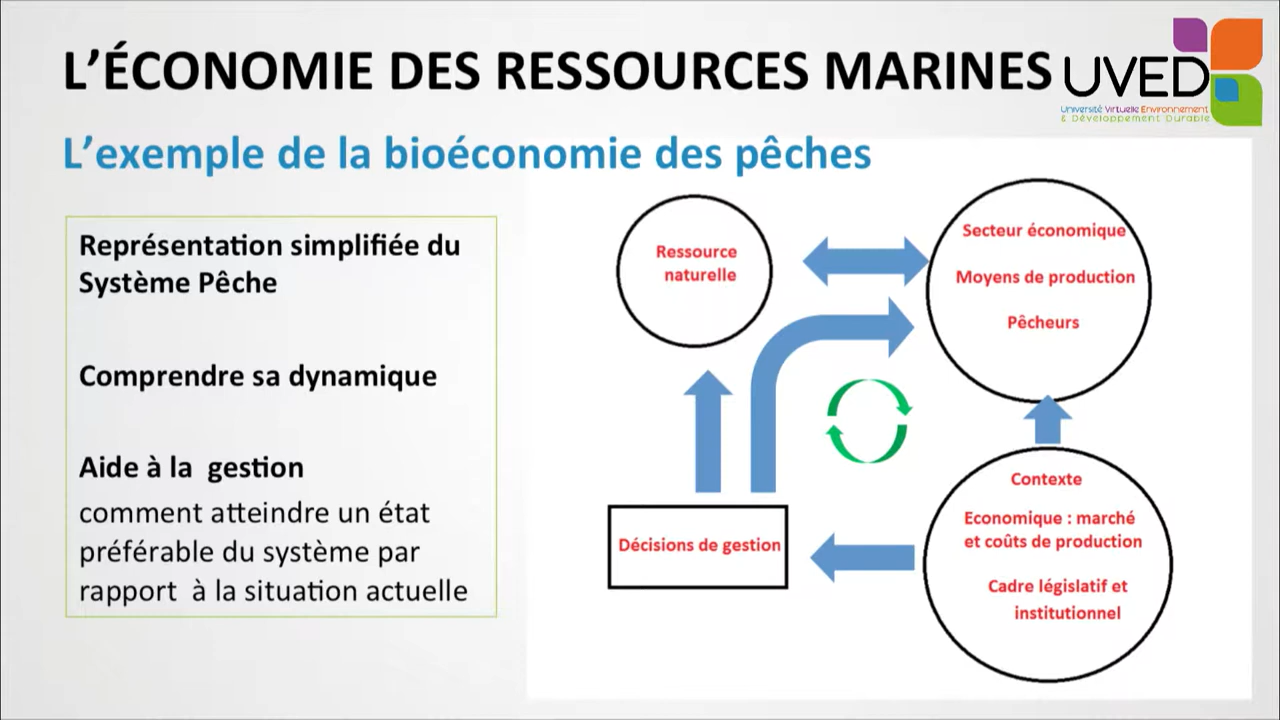 L'ÉCONOMIE DES RESSOURCES MARINES
UVED
Université Virtuelle Environnement
& Développement Durable
L'exemple de la bioéconomie des pêches
Représentation simplifiée du
Système Pêche
Comprendre sa dynamique
Aide à la  gestion
comment atteindre un état
préférable du système par
rapport  à la situation actuelle
Ressource
naturelle
Secteur économique
Moyens de production
Pêcheurs
Décisions de gestion
Contexte
Economique : marché
et coûts de production
Cadre législatif et
institutionnel